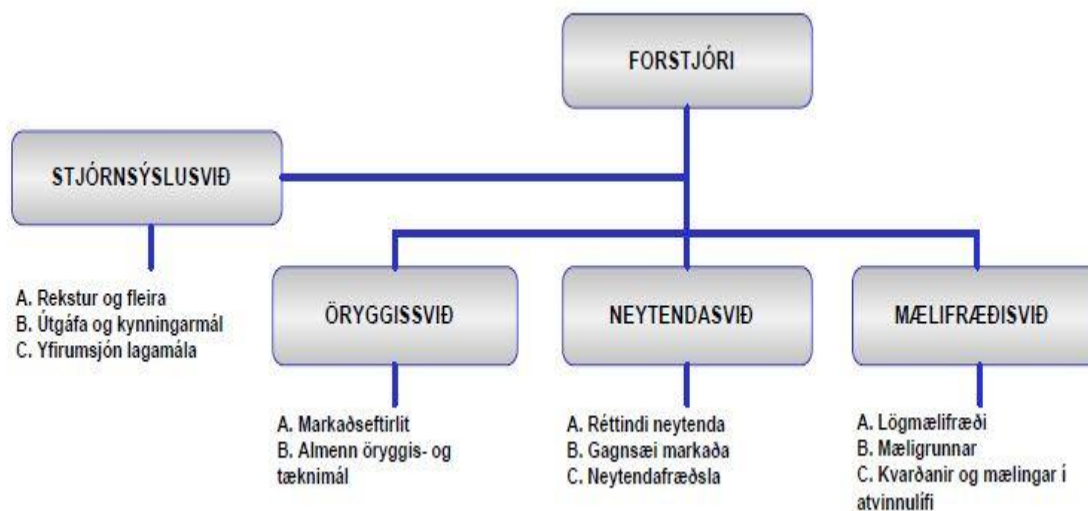 FORSTJÓRI
STJÓRNSÝSLUSVIÐ
A. Rekstur og fleira
B. Útgáfa og kynningarmál
C. Yfirumsjón lagamála
ÖRYGGISSVIÐ
A. Markaðseftirlit
B. Almenn öryggis- og
tæknimál
NEYTENDASVIÐ
A. Réttindi neytenda
B. Gagnsæi markaða
C. Neytendafræðsla
MÆLIFRÆÐISVIÐ
A. Lögmælifræði
B. Mæligrunnar
C. Kvarðanir og mælingar í
atvinnulífi